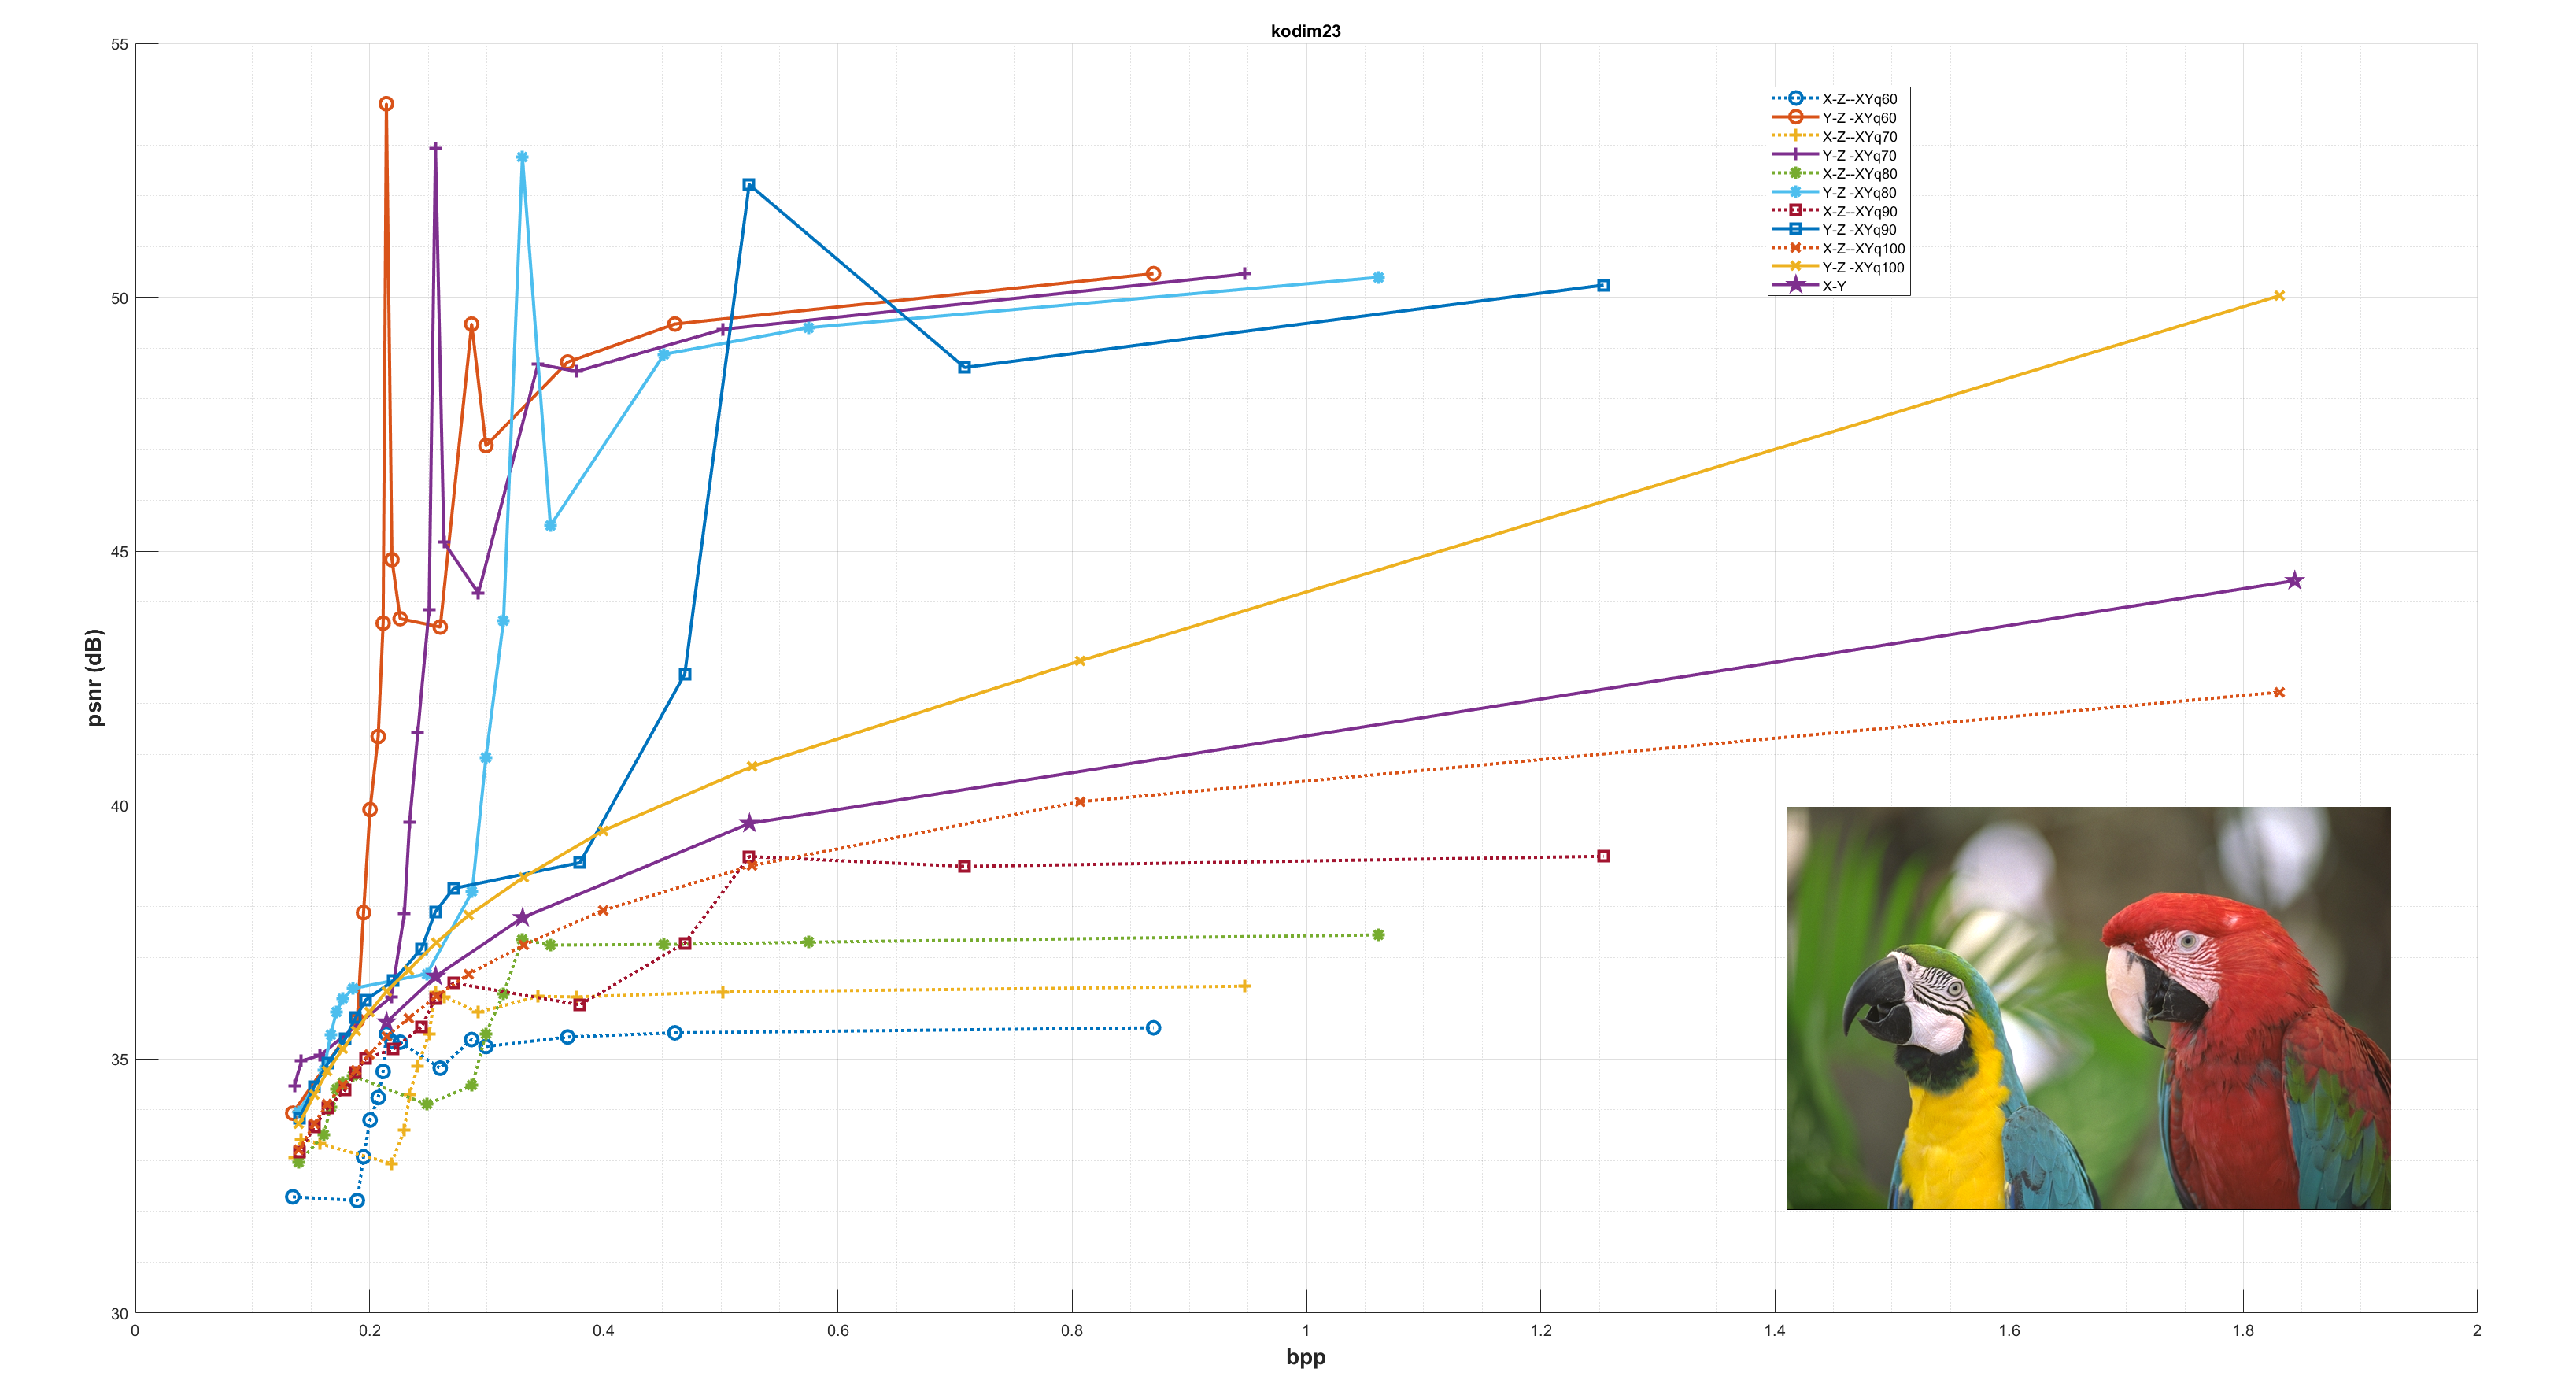 kodim23
55
50
45
40
35
30
psnr (dB)
X-Z--XYq60
Y-Z -XYq60
X-Z--XYq70
Y-Z -XYq70
X-Z--XYq80
Y-Z -XYq80
X-Z--XYq90
Y-Z -XYq90
X-Z--XYq100
Y-Z -XYq100
X-Y
0 0.2 0.4 0.6 0.8 1 1.2 1.4 1.6 1.8 2
bpp